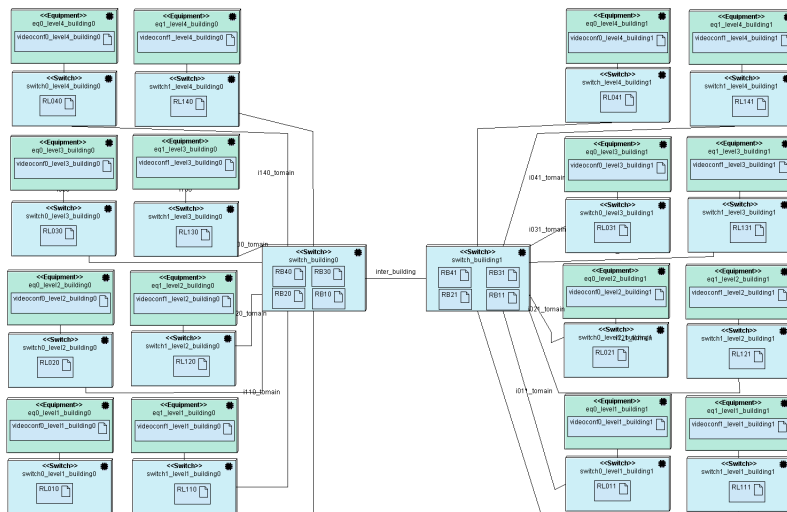 <<Equipment>>
eq0_level4_building0
videoconf0_level4_building0
<<Equipment>>
eq1_level4_building0
videoconf1_level4_building0
<<Equipment>>
eq0_level4_building1
videoconf0_level4_building1
<<Equipment>>
eq1_level4_building1
videoconf1_level4_building1
<<Switch>>
switch0_level4_building0
RL040
<<Switch>>
switch1_level4_building0
RL140
<<Switch>>
switch_level4_building1
RL041
<<Switch>>
switch1_level4_building1
RL141
<<Equipment>>
eq0_level3_building0
videoconf0_level3_building0
<<Equipment>>
eq1_level3_building0
videoconf1_level3_building0
i140_tomain
i041_tomain
<<Equipment>>
eq0_level3_building1
videoconf0_level3_building1
<<Equipment>>
eq1_level3_building1
videoconf1_level3_building1
<<Switch>>
switch0_level3_building0
RL030
<<Switch>>
switch1_level3_building0
RL130
i031_tomain
<<Switch>>
switch0_level3_building1
RL031
<<Switch>>
switch1_level3_building1
RL131
<<Switch>>
switch_building0
RB40 RB30
RB20 RB10
inter_building
<<Switch>>
switch_building1
RB41 RB31
RB21 RB11
<<Equipment>>
eq0_level2_building0
videoconf0_level2_building0
<<Equipment>>
eq1_level2_building0
videoconf1_level2_building0
<<Equipment>>
eq0_level2_building1
videoconf0_level2_building1
<<Equipment>>
eq1_level2_building1
videoconf1_level2_building1
20_tomain
i021_tomain
<<Switch>>
switch0_level2_building0
RL020
<<Switch>>
switch1_level2_building0
RL120
<<Switch>>
RL021
<<Switch>>
switch1_level2_building1
RL121
i110_tomain
i011_tomain
<<Equipment>>
eq0_level1_building0
videoconf0_level1_building0
<<Equipment>>
eq1_level1_building0
videoconf1_level1_building0
<<Equipment>>
eq0_level1_building1
videoconf0_level1_building1
<<Equipment>>
eq1_level1_building1
videoconf1_level1_building1
<<Switch>>
switch0_level1_building0
RL010
<<Switch>>
switch1_level1_building0
RL110
<<Switch>>
switch0_level1_building1
RL011
<<Switch>>
switch1_level1_building1
RL111